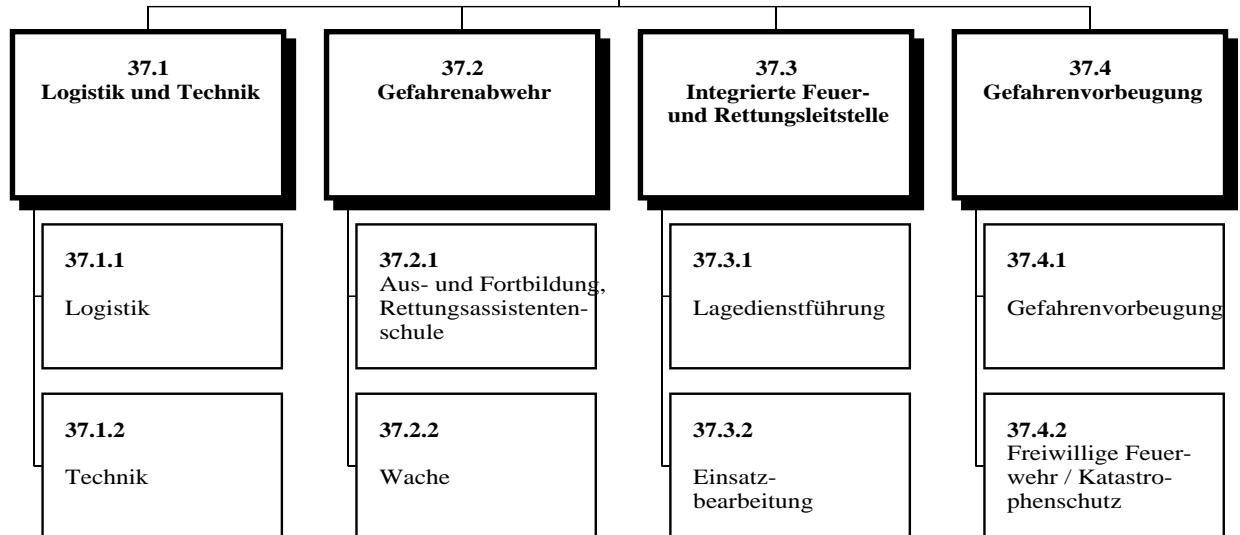 37.1
Logistik und Technik
37.2
Gefahrenabwehr
37.3
Integrierte Feuer-
und Rettungsleitstelle
37.4
Gefahrenvorbeugung
37.1.1
Logistik
37.2.1
Aus- und Fortbildung,
Rettungsassistenten-
schule
37.3.1
Lagedienstführung
37.4.1
Gefahrenvorbeugung
37.1.2
Technik
37.2.2
Wache
37.3.2
Einsatz-
bearbeitung
37.4.2
Freiwillige Feuer-
wehr / Katastro-
phenschutz